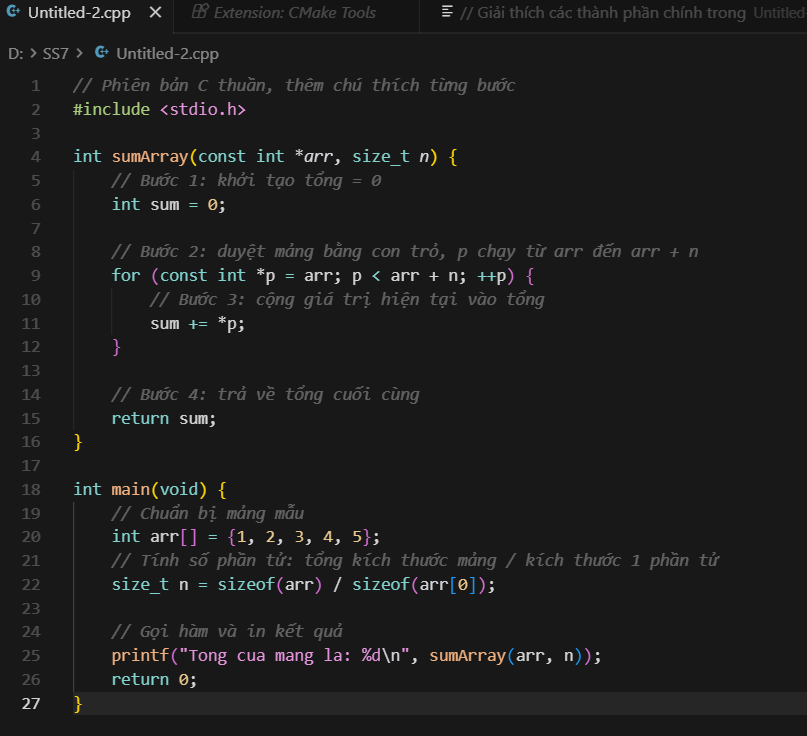 Untitled-2.cpp × Extension: CMake Tools // Giải thích các thành phần chính trong Untitled
D: > SS7 > Untitled-2.cpp
1 // Phiên bản C thuần, thêm chú thích từng bước
2 #include <stdio.h>
3
4 int sumArray(const int *arr, size_t n) {
5 // Bước 1: khởi tạo tổng = 0
6 int sum = 0;
7
8 // Bước 2: duyệt mảng bằng con trỏ, p chạy từ arr đến arr + n
9 for (const int *p = arr; p < arr + n; ++p) {
10 // Bước 3: cộng giá trị hiện tại vào tổng
11 sum += *p;
12 }
13
14 // Bước 4: trả về tổng cuối cùng
15 return sum;
16 }
17
18 int main(void) {
19 // Chuẩn bị mảng mẫu
20 int arr[] = {1, 2, 3, 4, 5};
21 // Tính số phần tử: tổng kích thước mảng / kích thước 1 phần tử
22 size_t n = sizeof(arr) / sizeof(arr[0]);
23
24 // Gọi hàm và in kết quả
25 printf("Tong cua mang la: %d\n", sumArray(arr, n));
26 return 0;
27 }